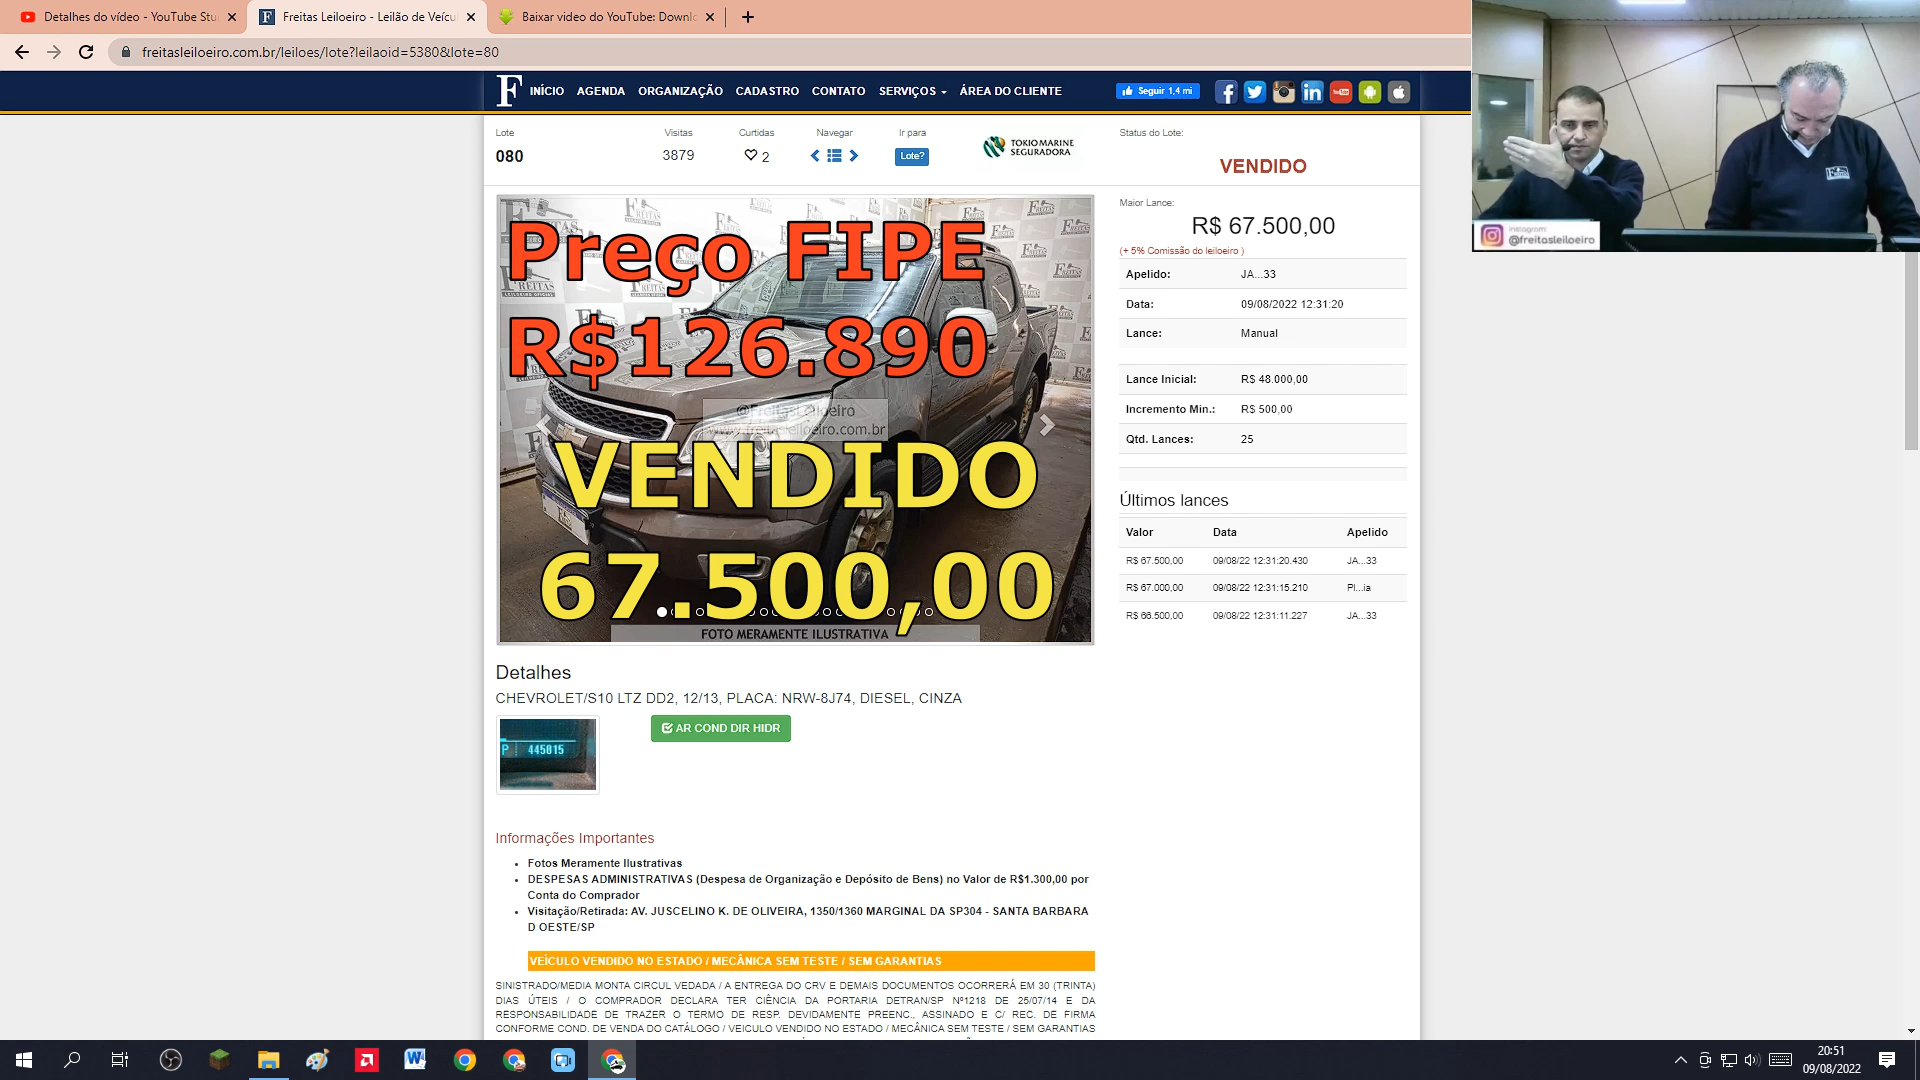 Detalhes do vídeo - YouTube Stu
Freitas Leiloeiro - Leilão de Veícu
Baixar video do YouTube: Downl
freitasleiloeiro.com.br/leiloes/lote?leilaoid=5380&lote=80
F INÍCIO AGENDA ORGANIZAÇÃO CADASTRO CONTATO SERVIÇOS ÁREA DO CLIENTE
Seguir 1,4 mi
Lote
080
Visitas
3879
Curtidas
2
Navegar
Ir para
Lote?
TOKIO MARINE
SEGURADORA
Status do Lote:
VENDIDO
Preço FIPE
R$126.890
@FreitasLeiloeiro
www.freitasleiloeiro.com.br
VENDIDO
67.500,00
FOTO MERAMENTE ILUSTRATIVA
Maior Lance:
R$ 67.500,00
(+ 5% Comissão do leiloeiro )
Apelido: JA...33
Data: 09/08/2022 12:31:20
Lance: Manual
Lance Inicial: R$ 48.000,00
Incremento Min.: R$ 500,00
Qtd. Lances: 25
Últimos lances
Valor Data Apelido
R$ 67.500,00 09/08/22 12:31:20.430 JA...33
R$ 67.000,00 09/08/22 12:31:15.210 Pl...ia
R$ 66.500,00 09/08/22 12:31:11.227 JA...33
Detalhes
CHEVROLET/S10 LTZ DD2, 12/13, PLACA: NRW-8J74, DIESEL, CINZA
P 445015
AR COND DIR HIDR
Informações Importantes
Fotos Meramente Ilustrativas
DESPESAS ADMINISTRATIVAS (Despesa de Organização e Depósito de Bens) no Valor de R$1.300,00 por
Conta do Comprador
Visitação/Retirada: AV. JUSCELINO K. DE OLIVEIRA, 1350/1360 MARGINAL DA SP304 - SANTA BARBARA
D OESTE/SP
VEÍCULO VENDIDO NO ESTADO / MECÂNICA SEM TESTE / SEM GARANTIAS
SINISTRADO/MEDIA MONTA CIRCUL VEDADA / A ENTREGA DO CRV E DEMAIS DOCUMENTOS OCORRERÁ EM 30 (TRINTA)
DIAS ÚTEIS / O COMPRADOR DECLARA TER CIÊNCIA DA PORTARIA DETRAN/SP Nº1218 DE 25/07/14 E DA
RESPONSABILIDADE DE TRAZER O TERMO DE RESP. DEVIDAMENTE PREENC., ASSINADO E C/ REC. DE FIRMA
CONFORME COND. DE VENDA DO CATÁLOGO / VEICULO VENDIDO NO ESTADO / MECÂNICA SEM TESTE / SEM GARANTIAS
Instagram:
@freitasleiloeiro
Freitas
20:51
09/08/2022